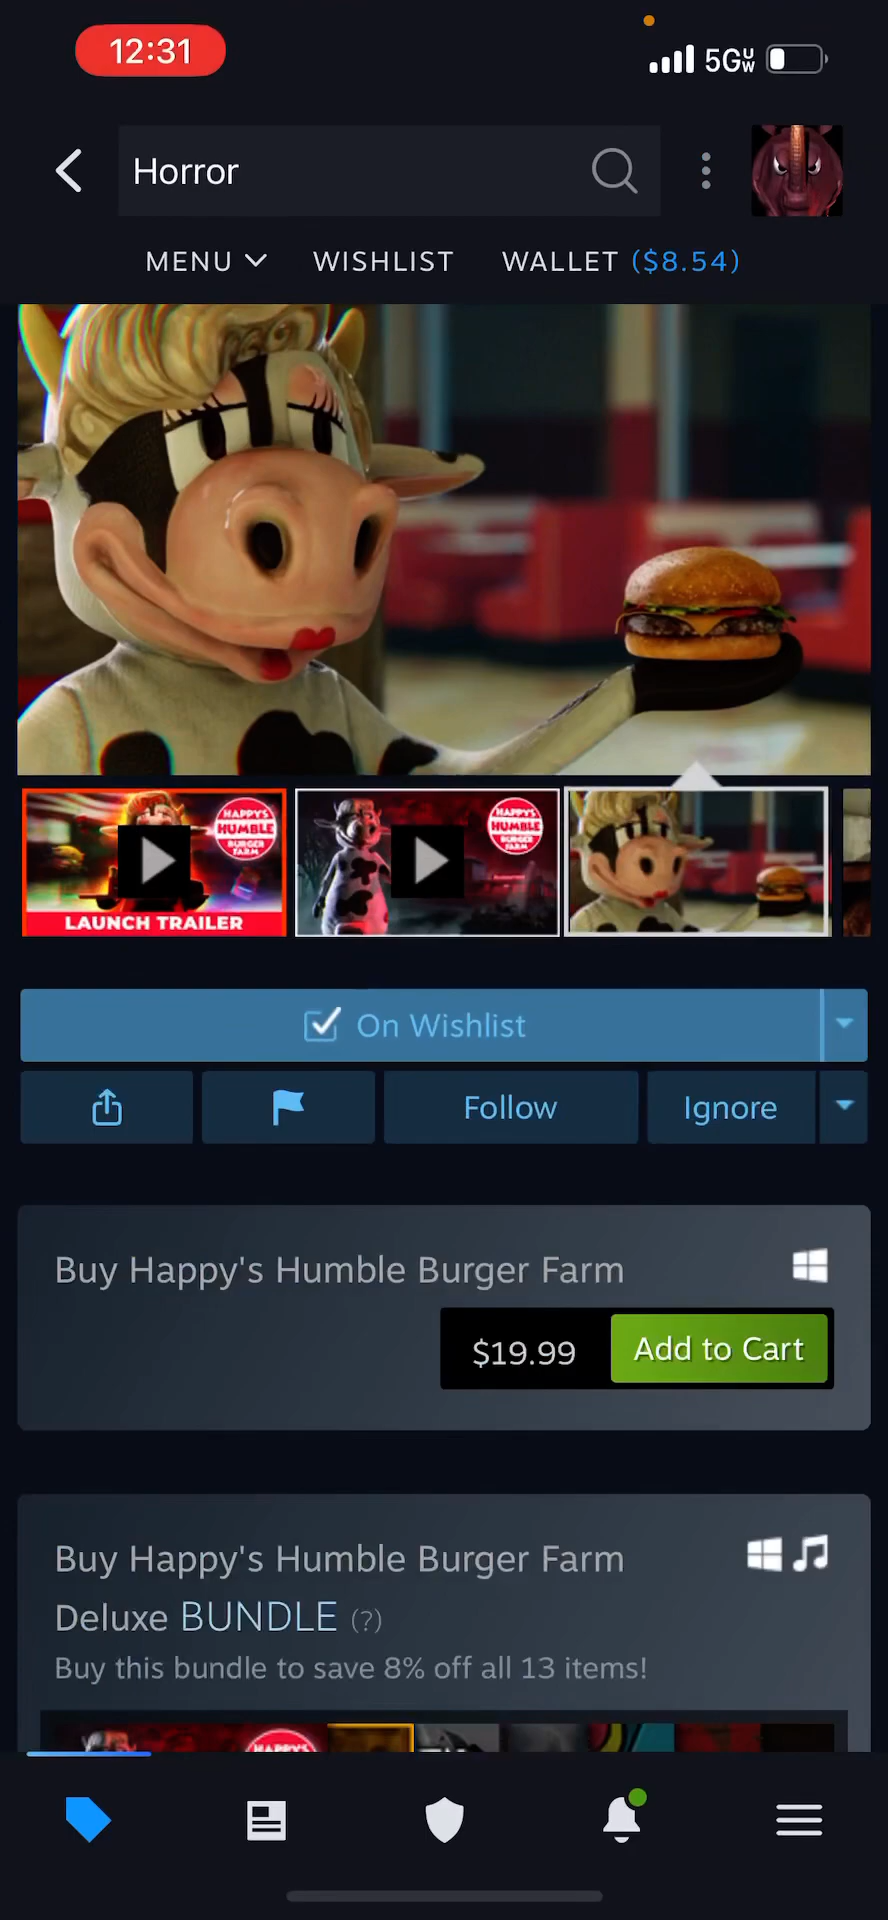 12:31
5GUW
Horror
MENU
WISHLIST
WALLET ($8.54)
HAPPY'S
HUMBLE
BURGER
FARM
LAUNCH TRAILER
HAPPY'S
HUMBLE
BURGER
FARM
On Wishlist
Follow
Ignore
Buy Happy's Humble Burger Farm
$19.99
Add to Cart
Buy Happy's Humble Burger Farm
Deluxe BUNDLE (?)
Buy this bundle to save 8% off all 13 items!
HAPPY'S